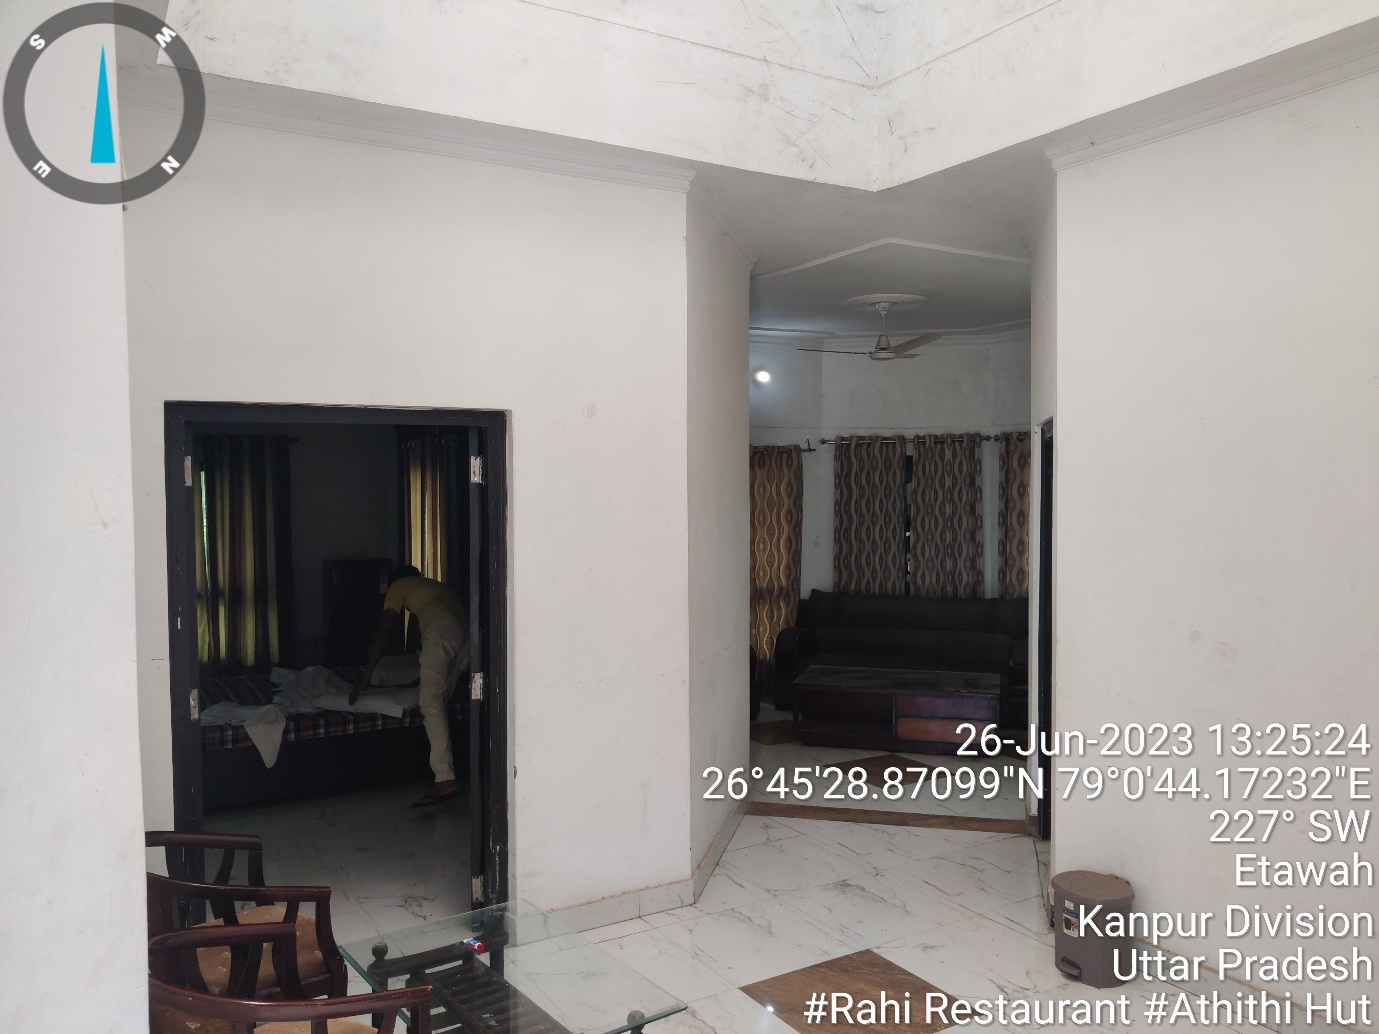 S
W
E
N
26-Jun-2023 13:25:24
26°45'28.87099"N 79°0'44.17232"E
227° SW
Etawah
Kanpur Division
Uttar Pradesh
#Rahi Restaurant #Athithi Hut